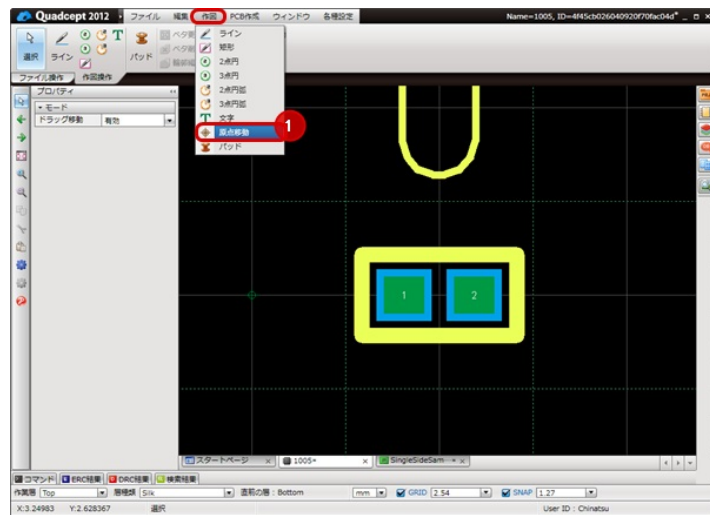 Quadcept 2012
ファイル 編集 作図 PCB作成 ウィンドウ 各種設定
Name=1005, ID=4f45cb026040920f70fac04d*
選択
ライン
T
パッド
ファイル操作 作図操作
ライン
矩形
2点円
3点円
2点円弧
3点円弧
T 文字
原点移動
パッド
1
プロパティ
モード
ドラッグ移動 有効
1 2
スタートページ x 1005* x SingleSideSam x
コマンド ERC結果 DRC結果 検索結果
作業層 Top 層種類 Silk 直前の層 : Bottom mm GRID 2.54 SNAP 1.27
X:3.24983 Y:2.628367 選択 User ID : Chinatsu